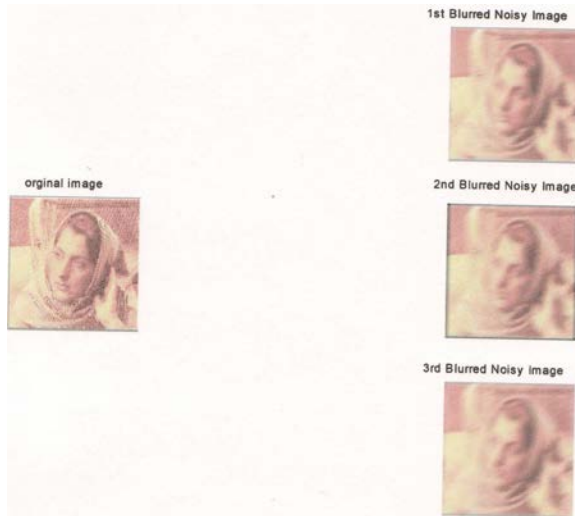 1st Blurred Noisy Image
orginal image
2nd Blurred Noisy Image
3rd Blurred Noisy Image